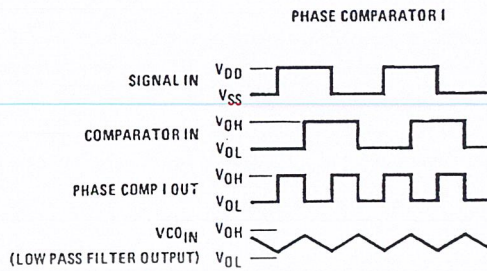 PHASE COMPARATOR I
SIGNAL IN VDD
VSS
COMPARATOR IN VOH
VOL
PHASE COMP I OUT VOH
VOL
VCOIN VOH
(LOW PASS FILTER OUTPUT) VOL